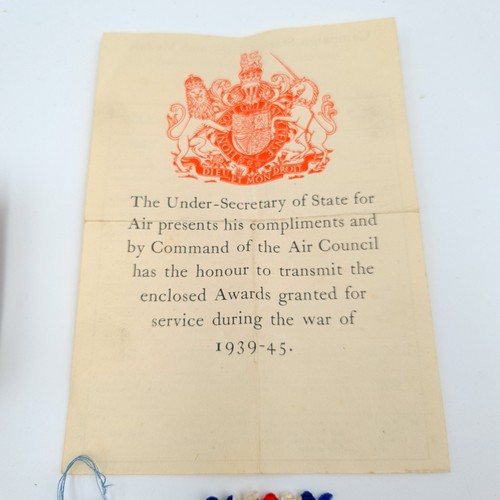 DIEU ET MON DROIT
The Under-Secretary of State for
Air presents his compliments and
by Command of the Air Council
has the honour to transmit the
enclosed Awards granted for
service during the war of
1939-45.